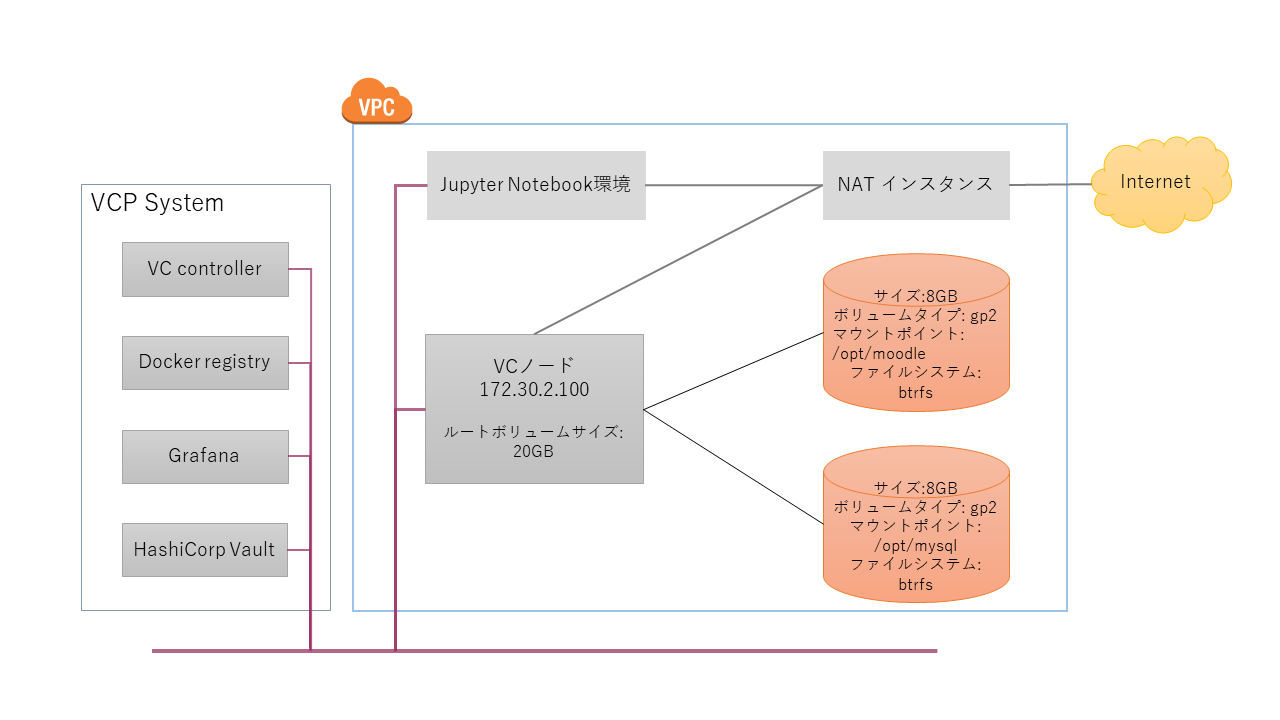 VPC
VCP System
VC controller
Docker registry
Grafana
HashiCorp Vault
Jupyter Notebook環境
NAT インスタンス
Internet
VCノード
172.30.2.100
ルートボリュームサイズ:
20GB
サイズ:8GB
ボリュームタイプ: gp2
マウントポイント:
/opt/moodle
ファイルシステム:
btrfs
サイズ:8GB
ボリュームタイプ: gp2
マウントポイント:
/opt/mysql
ファイルシステム:
btrfs